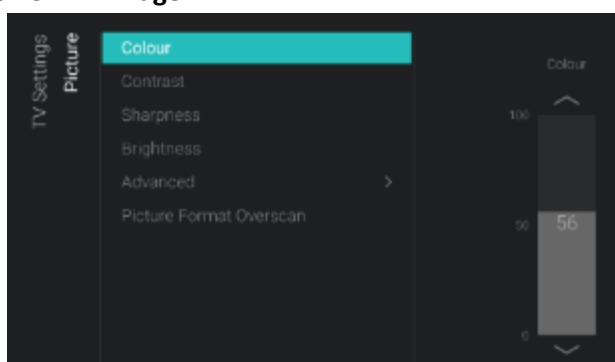 TV Settings
Picture
Colour
Contrast
Sharpness
Brightness
Advanced
Picture Format Overscan
Colour
100
50
56
0